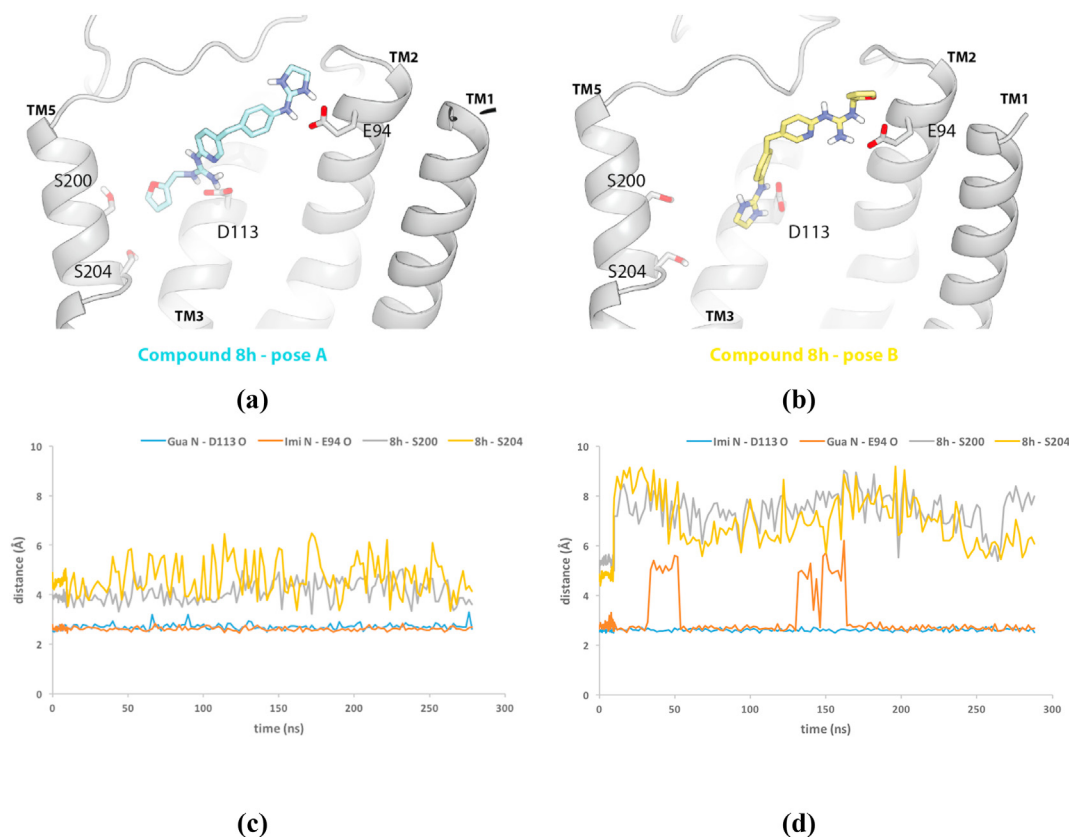 TM5
TM2
TM1
E94
S200
D113
S204
TM3
Compound 8h - pose A
(a)
TM5
TM2
TM1
E94
S200
D113
S204
TM3
Compound 8h - pose B
(b)
Gua N - D113 O Imi N - E94 O 8h - S200 8h - S204
10
8
6
4
2
0
distance (Å)
0 50 100 150 200 250 300
time (ns)
(c)
Imi N - D113 O Gua N - E94 O 8h - S200 8h - S204
10
8
6
4
2
0
distance (Å)
0 50 100 150 200 250 300
time (ns)
(d)